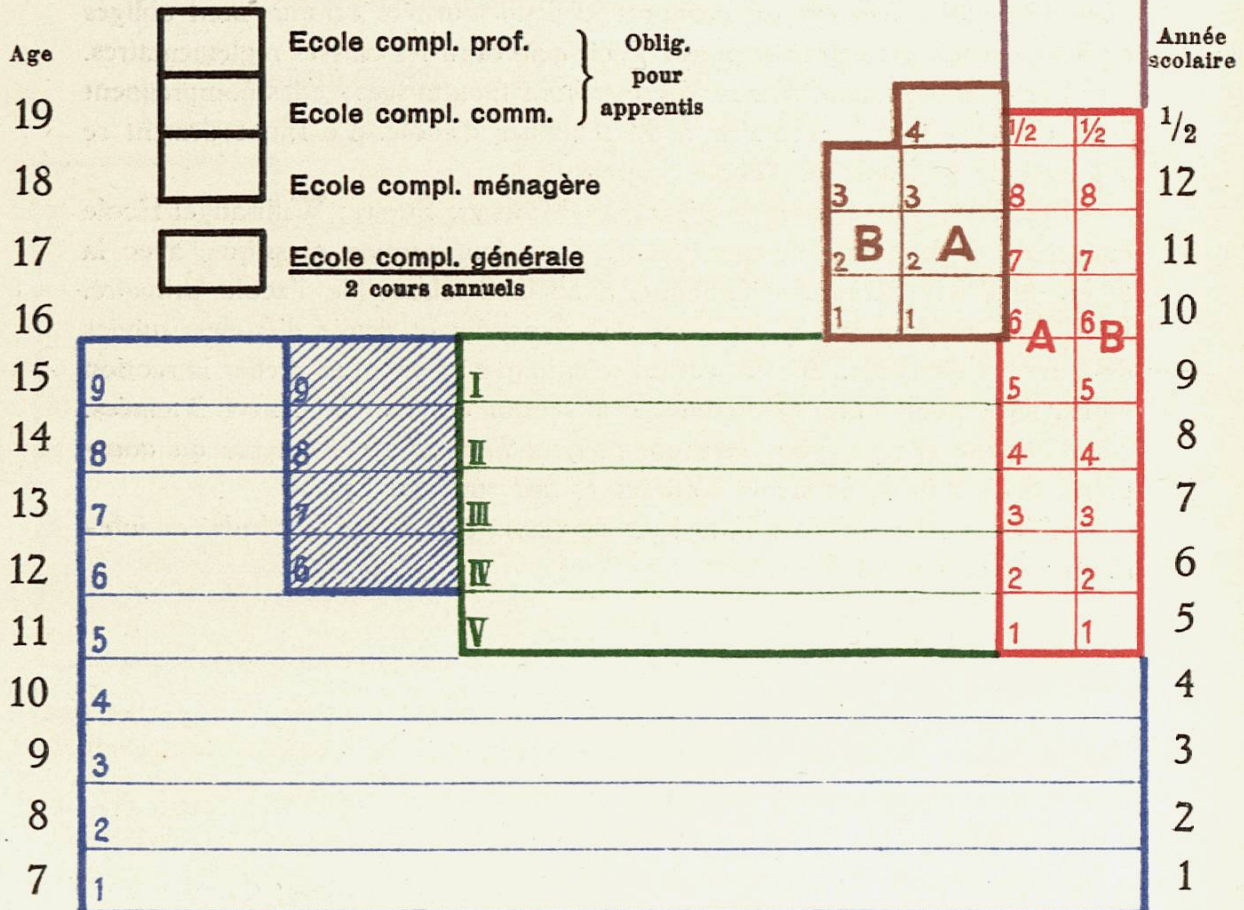 Age
Ecole compl. prof.
Ecole compl. comm.
Oblig.
pour
apprentis
Ecole compl. ménagère
Ecole compl. générale
2 cours annuels
Année
scolaire
19 4 1/2 1/2 1/2
18 3 3 8 8 12
17 2 B 2 A 7 7 11
16 1 1 6 A 6 B 10
15 9 9 I 5 5 9
14 8 8 II 4 4 8
13 7 7 III 3 3 7
12 6 6 IV 2 2 6
11 5 V 1 1 5
10 4 4
9 3 3
8 2 2
7 1 1